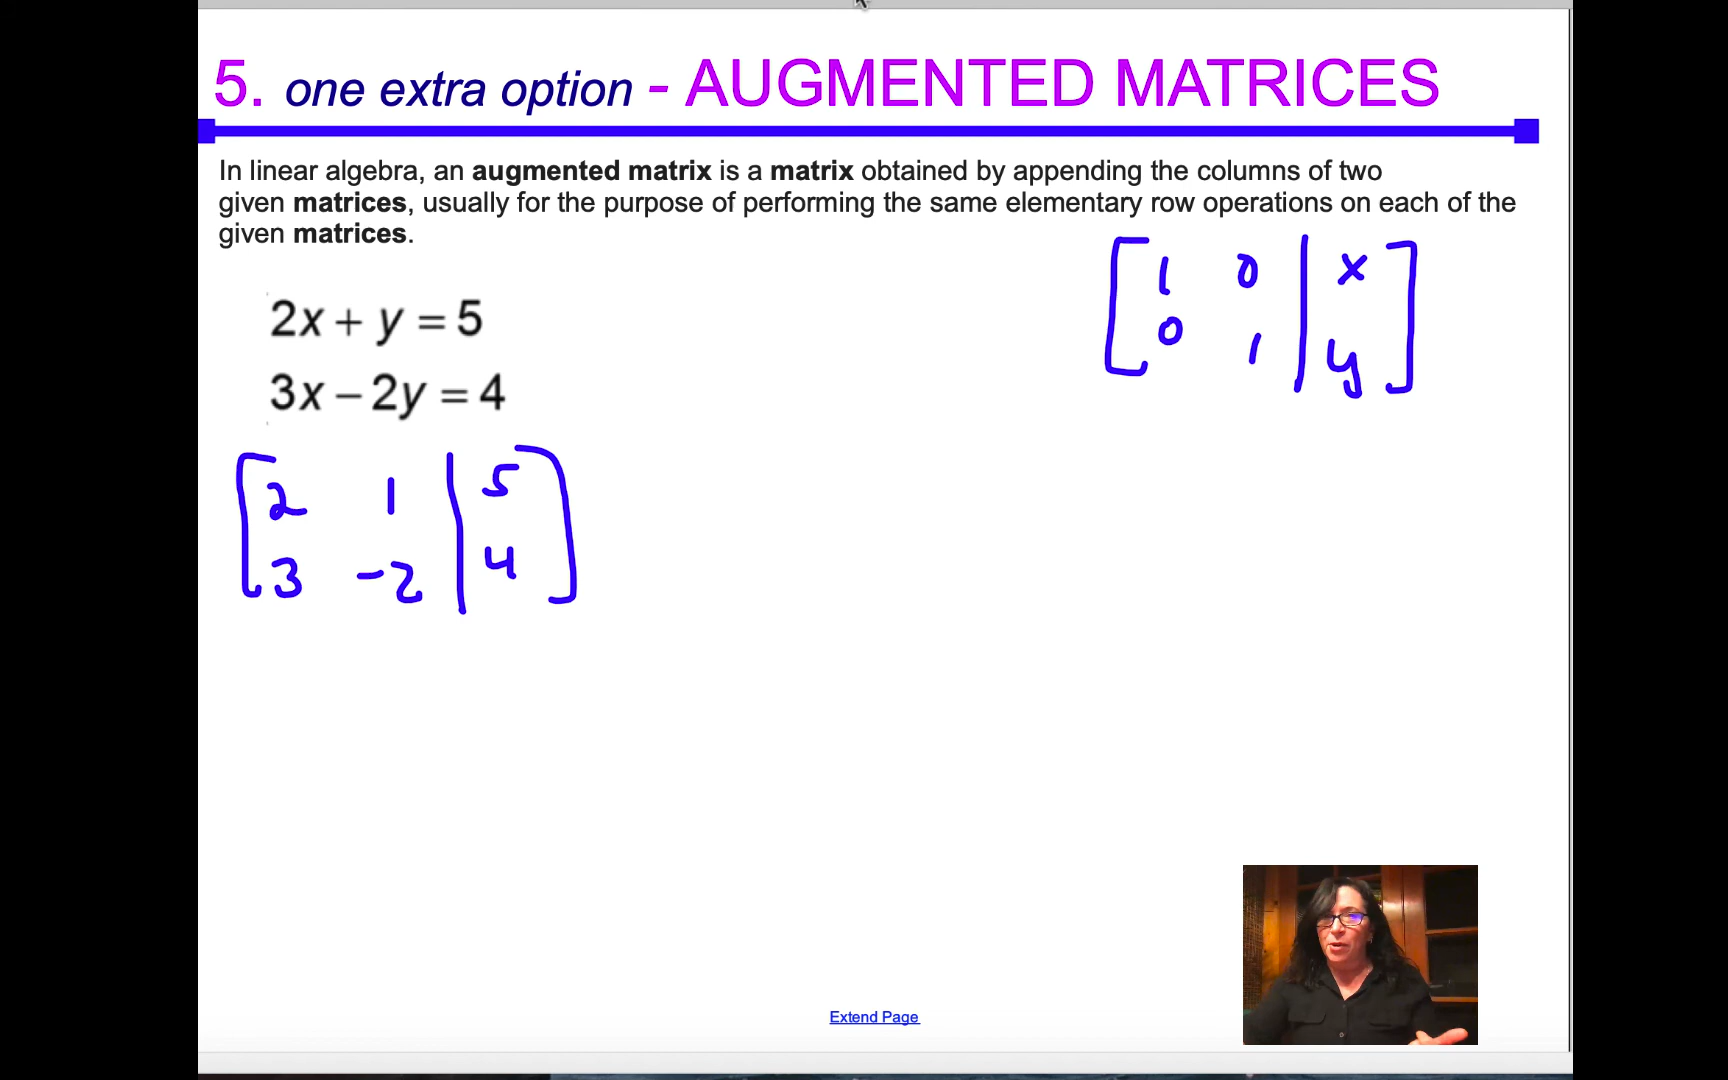 5. one extra option - AUGMENTED MATRICES
In linear algebra, an augmented matrix is a matrix obtained by appending the columns of two
given matrices, usually for the purpose of performing the same elementary row operations on each of the
given matrices.
1 0 | x
0 1 | y
2x + y = 5
3x − 2y = 4
2 1 | 5
3 -2 | 4
Extend Page